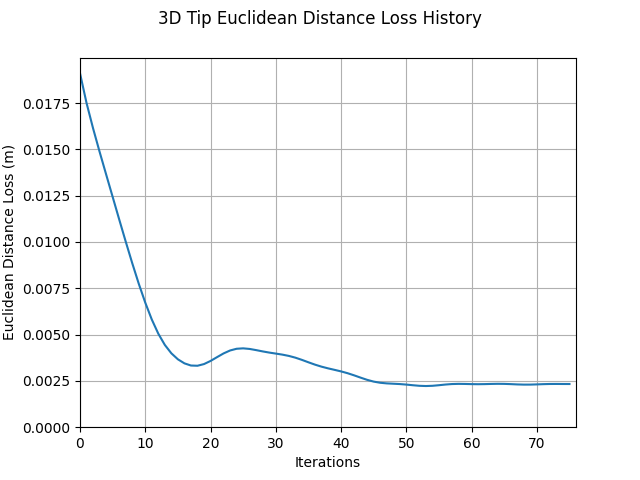 3D Tip Euclidean Distance Loss History
Euclidean Distance Loss (m)
0.0175
0.0150
0.0125
0.0100
0.0075
0.0050
0.0025
0.0000
0 10 20 30 40 50 60 70
Iterations